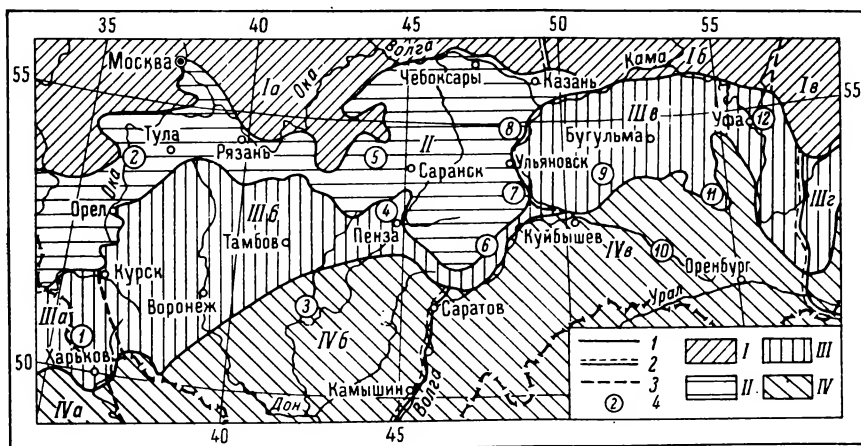 40 45 50 55
55
Москва
Волга
Кама
Iб
Iа
Ока
Чебоксары
Казань
Iв
55
IIIв
Уфа
12
Тула
8
Бугульма
2
Рязань
5
II
Ульяновск
Саранск
9
IIIг
Ока
7
11
Орел
IIIб
4
Тамбов
Пенза
6
Куйбышев
IVв
10
Курск
Оренбург
Воронеж
3
Саратов
Урал
IIIа
1
IVб
1 I III
50
Харьков
2
3
Камышин
2 4 II IV
IVа
Дон
Волга
40 45